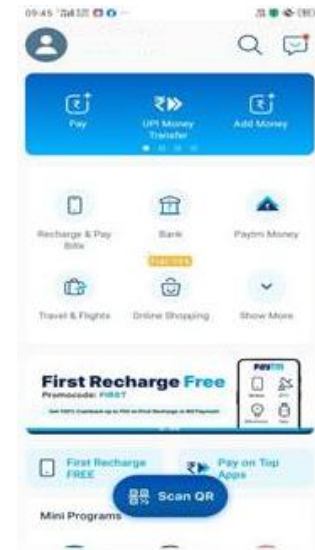 09:45
Pay
UPI Money
Transfer
Add Money
Recharge & Pay
Bills
Bank
Paytm Money
Travel & Flights
Online Shopping
Show More
First Recharge Free
Promocode: FIRST
First Recharge
FREE
Pay on Top
Apps
Scan QR
Mini Programs